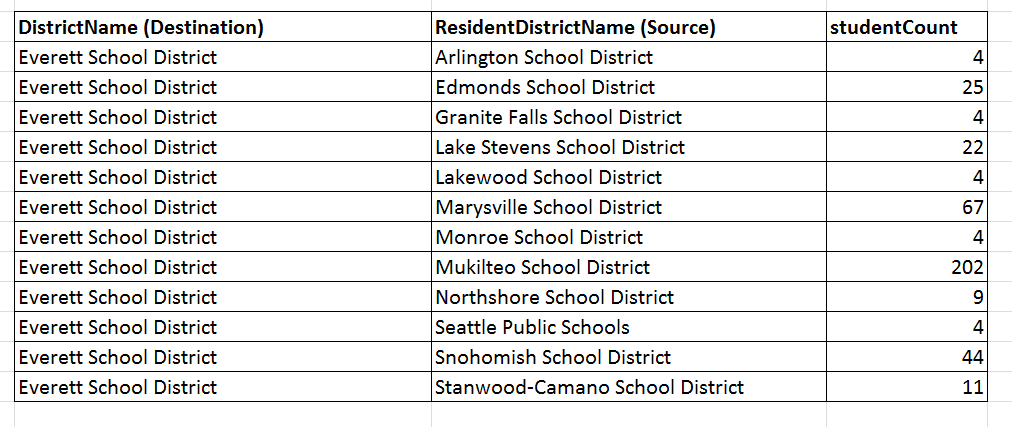 DistrictName (Destination) ResidentDistrictName (Source) studentCount
Everett School District Arlington School District 4
Everett School District Edmonds School District 25
Everett School District Granite Falls School District 4
Everett School District Lake Stevens School District 22
Everett School District Lakewood School District 4
Everett School District Marysville School District 67
Everett School District Monroe School District 4
Everett School District Mukilteo School District 202
Everett School District Northshore School District 9
Everett School District Seattle Public Schools 4
Everett School District Snohomish School District 44
Everett School District Stanwood-Camano School District 11